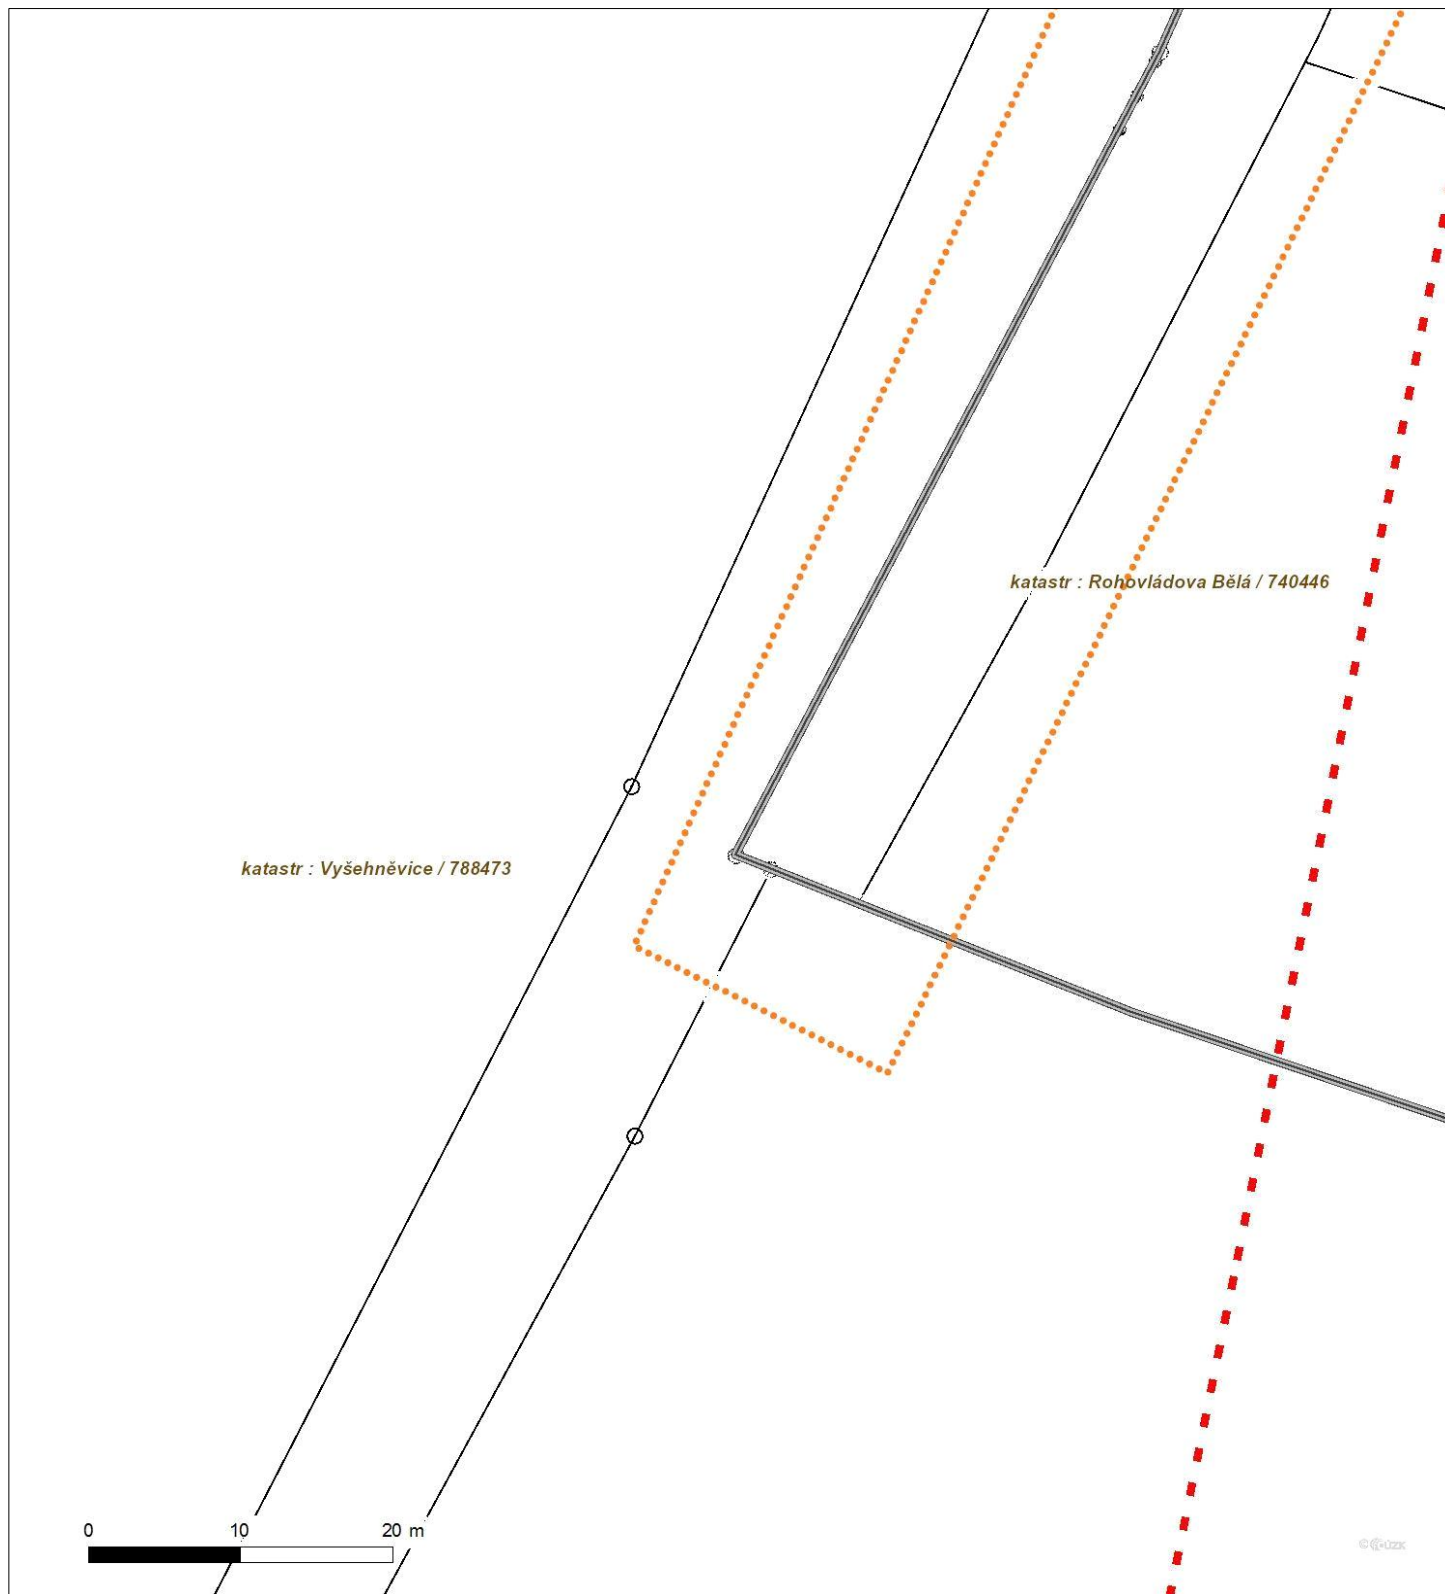 katastr : Rohovládova Bělá / 740446
katastr : Vyšehněvice / 788473
0 10 20 m